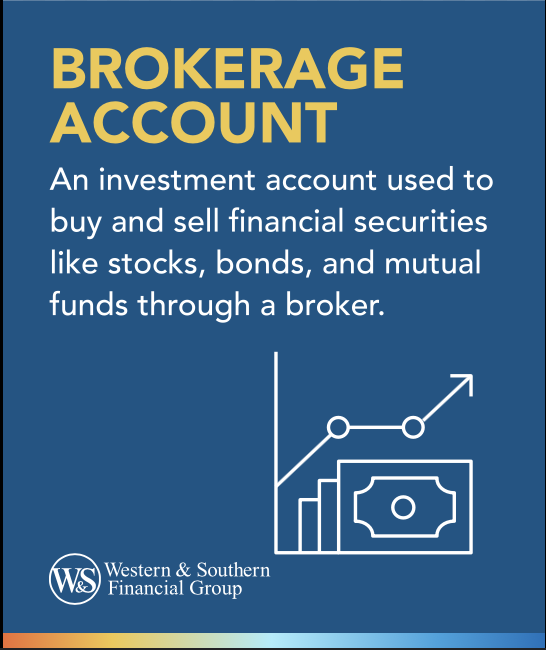 BROKERAGE
ACCOUNT
An investment account used to
buy and sell financial securities
like stocks, bonds, and mutual
funds through a broker.
W&S Western & Southern
Financial Group